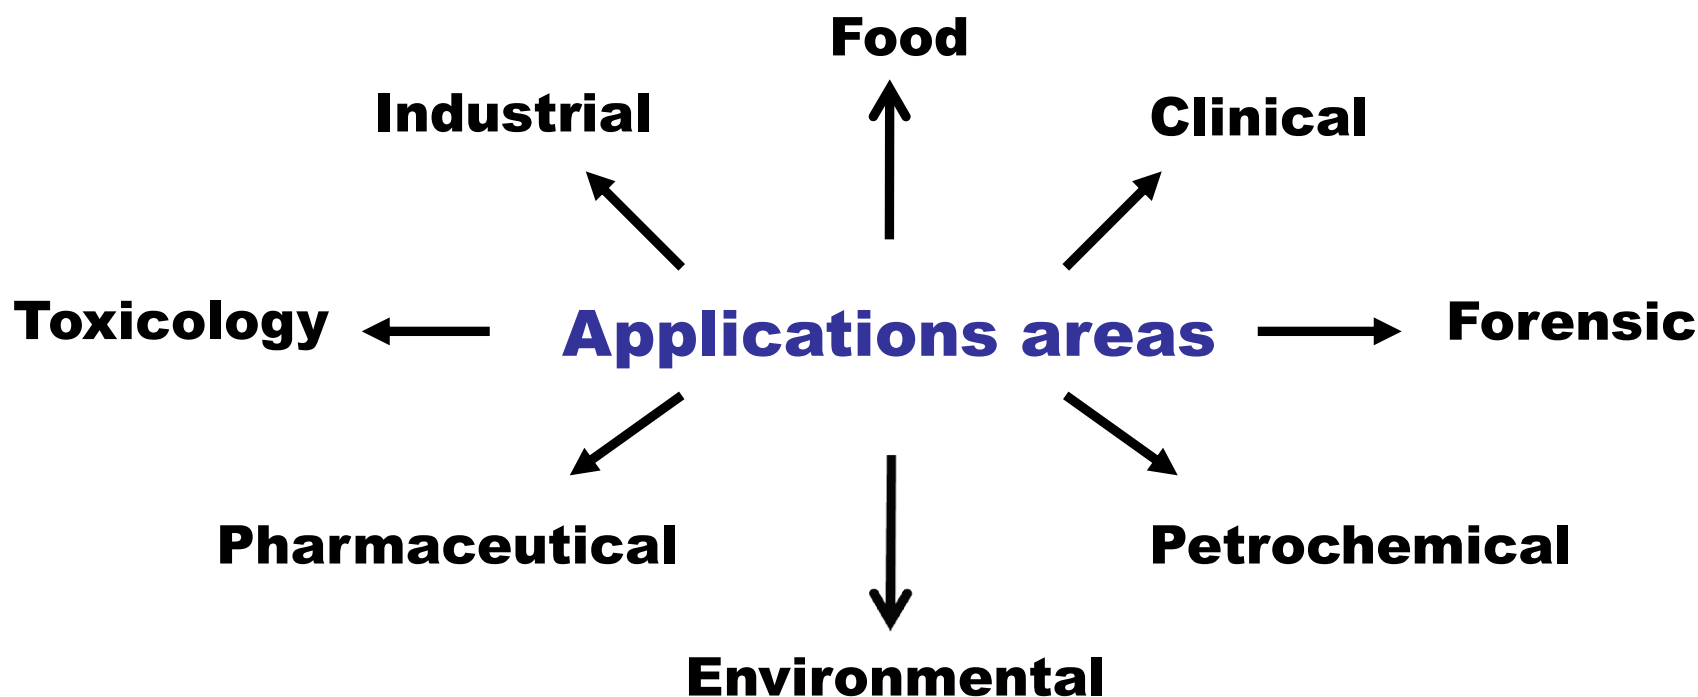 Food
Industrial
Clinical
Toxicology
Applications areas
Forensic
Pharmaceutical
Petrochemical
Environmental